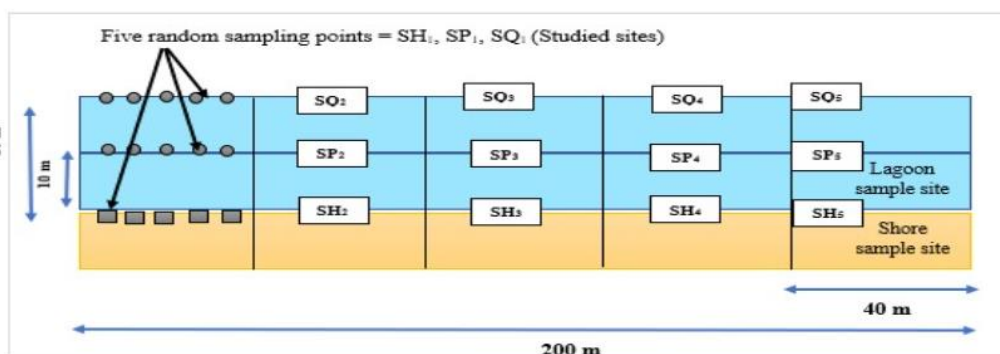 Five random sampling points = SH₁, SP₁, SQ₁ (Studied sites)
SQ₂
SQ₃
SQ₄
SQ₅
SP₂
SP₃
SP₄
SP₅
10 m
Lagoon
sample site
SH₂
SH₃
SH₄
SH₅
Shore
sample site
40 m
200 m